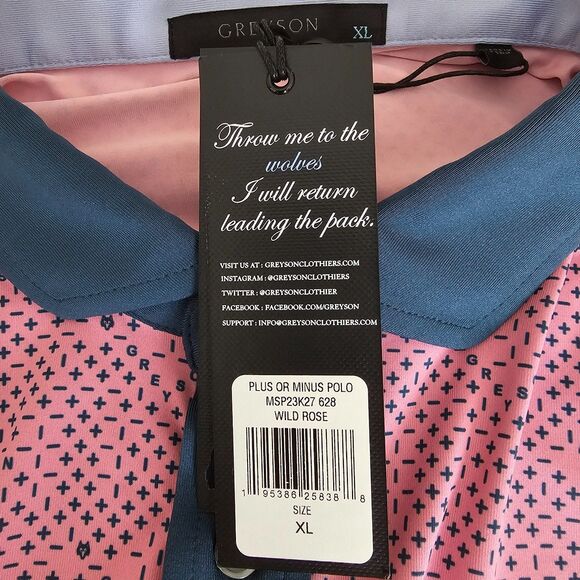 GREYSON
XL
Throw me to the
wolves
I will return
leading the pack.
VISIT US AT : GREYSONCLOTHIERS.COM
INSTAGRAM : @GREYSONCLOTHIERS
TWITTER : @GREYSONCLOTHIER
FACEBOOK : FACEBOOK.COM/GREYSON
SUPPORT : INFO@GREYSONCLOTHIERS.COM
PLUS OR MINUS POLO
MSP23K27 628
WILD ROSE
1 95386 25838 8
SIZE
XL
GREYS
GREYSON
N